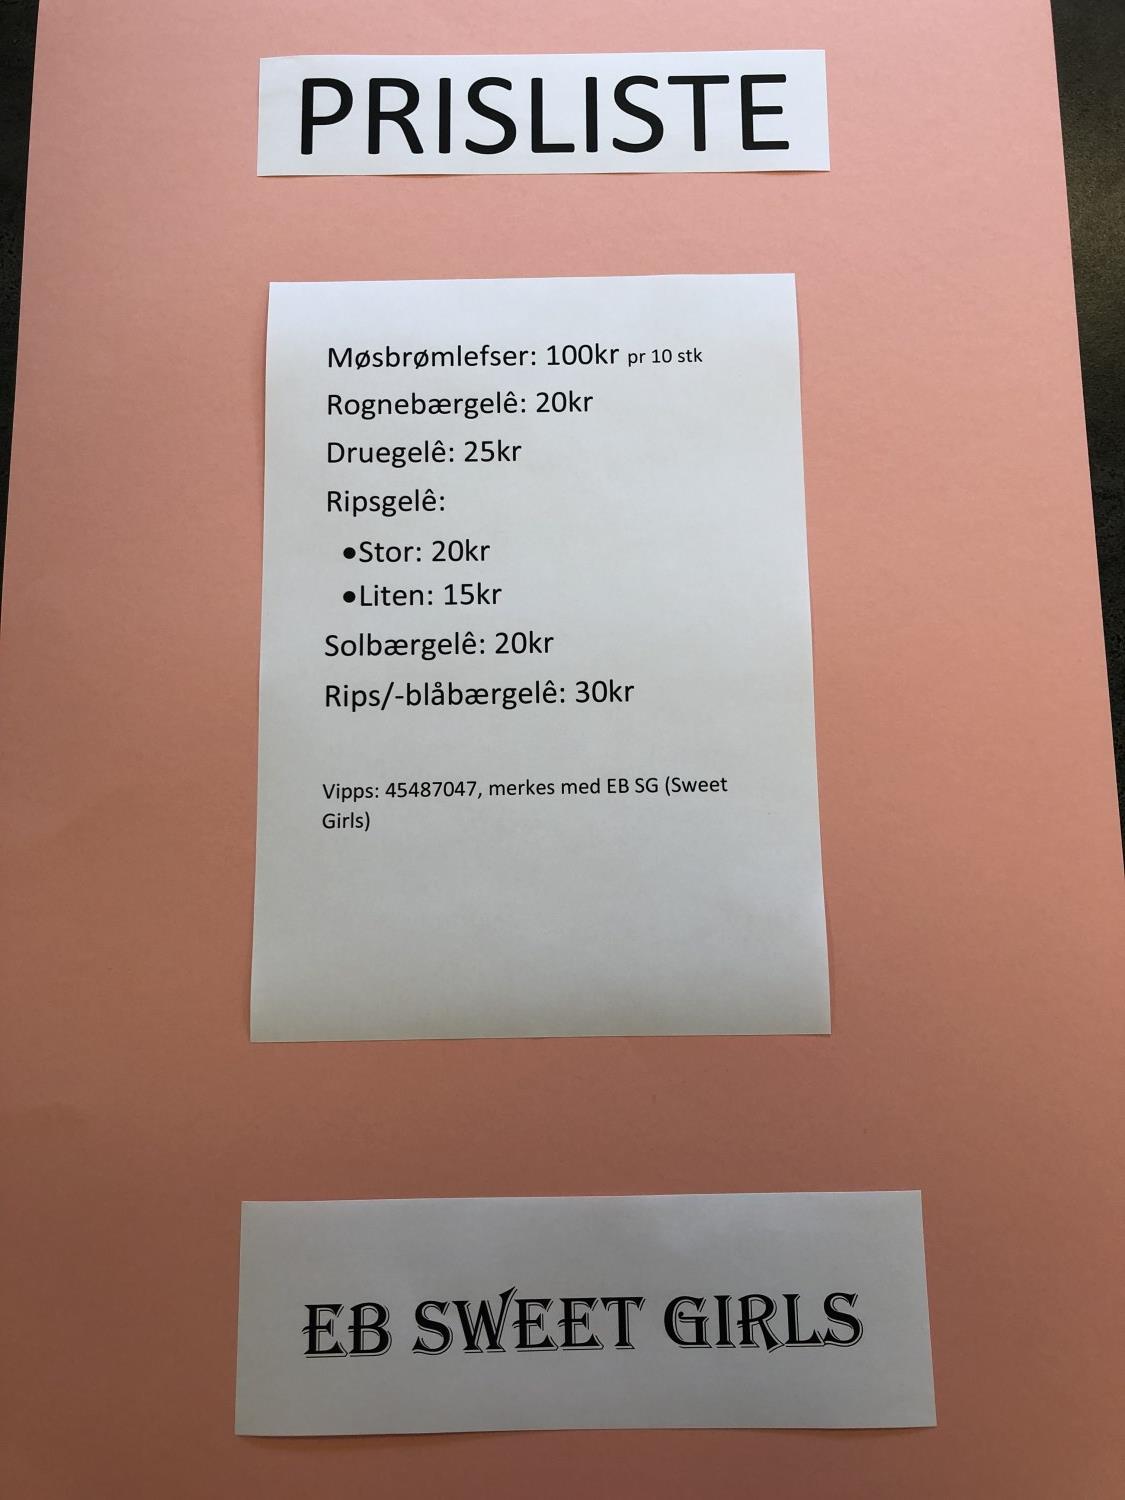 PRISLISTE
Møsbrømlefser: 100kr pr 10 stk
Rognebærgelê: 20kr
Druegelê: 25kr
Ripsgelê:
•Stor: 20kr
•Liten: 15kr
Solbærgelê: 20kr
Rips/-blåbærgelê: 30kr
Vipps: 45487047, merkes med EB SG (Sweet
Girls)
EB SWEET GIRLS